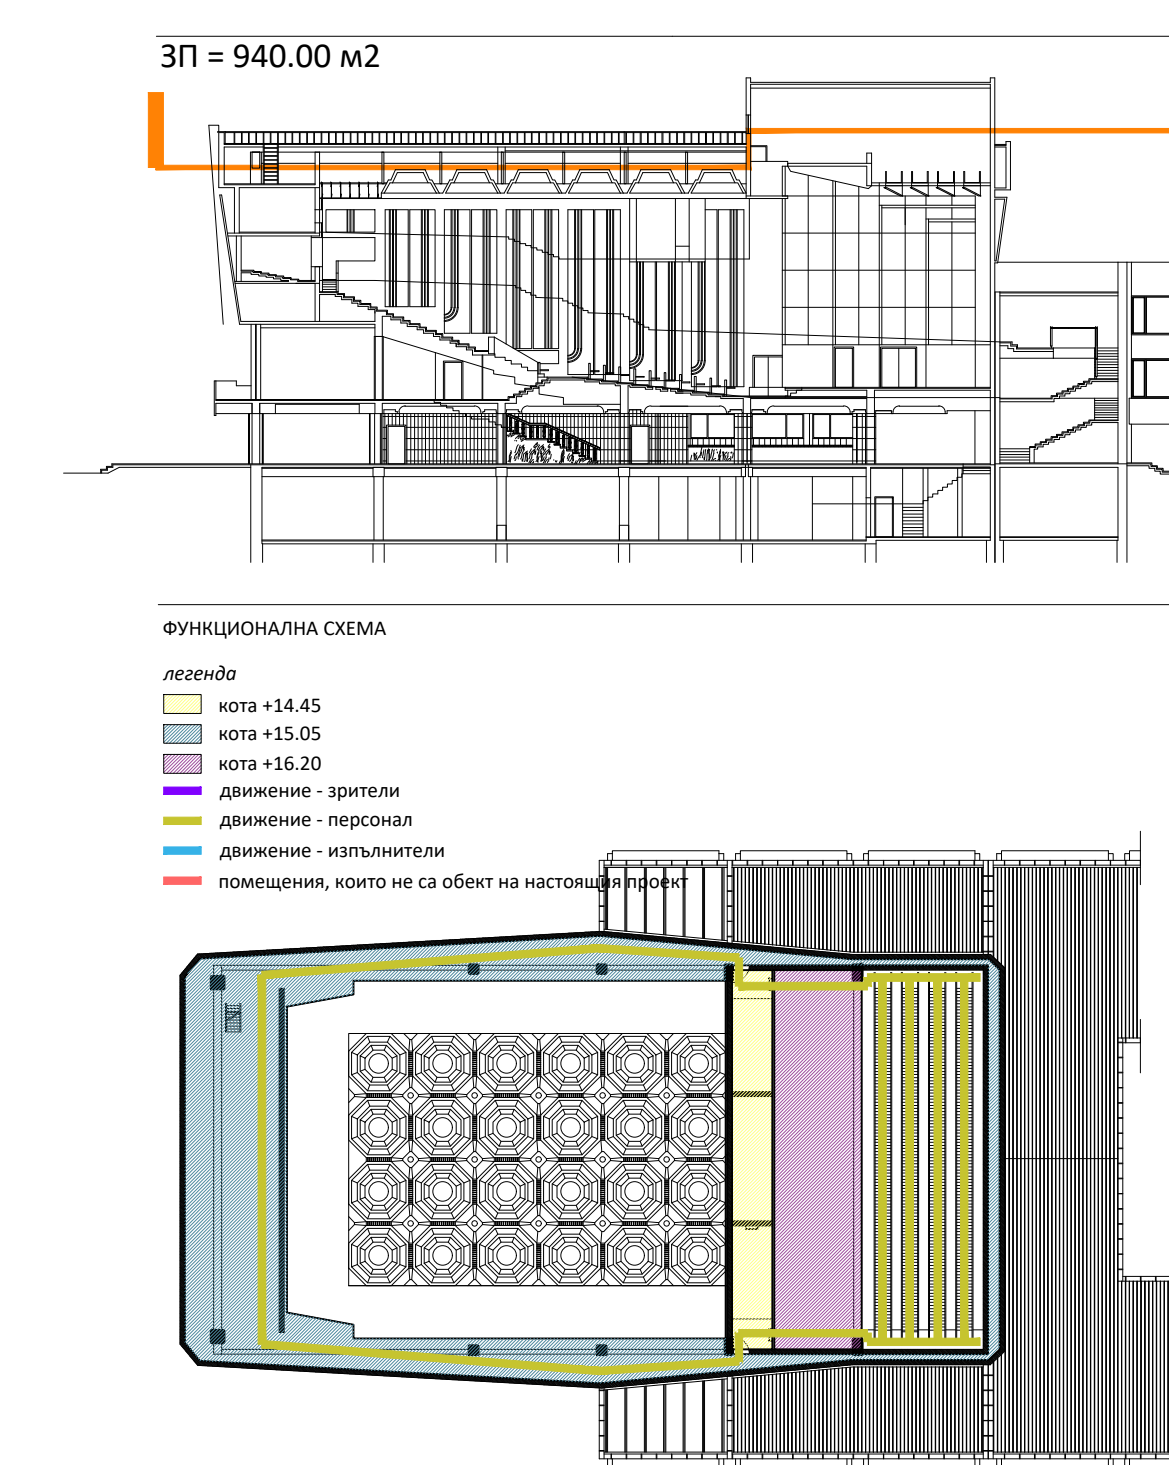 ЗП = 940.00 м2
ФУНКЦИОНАЛНА СХЕМА
легенда
кота +14.45
кота +15.05
кота +16.20
движение - зрители
движение - персонал
движение - изпълнители
помещения, които не са обект на настоящия проект